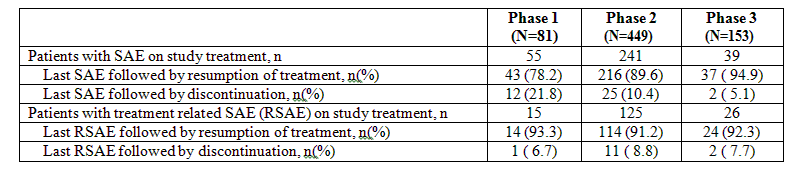 Phase 1 Phase 2 Phase 3
(N=81) (N=449) (N=153)
Patients with SAE on study treatment, n 55 241 39
Last SAE followed by resumption of treatment, n(%) 43 (78.2) 216 (89.6) 37 ( 94.9)
Last SAE followed by discontinuation, n(%) 12 (21.8) 25 (10.4) 2 ( 5.1)
Patients with treatment related SAE (RSAE) on study treatment, n 15 125 26
Last RSAE followed by resumption of treatment, n(%) 14 (93.3) 114 (91.2) 24 (92.3)
Last RSAE followed by discontinuation, n(%) 1 ( 6.7) 11 ( 8.8) 2 ( 7.7)